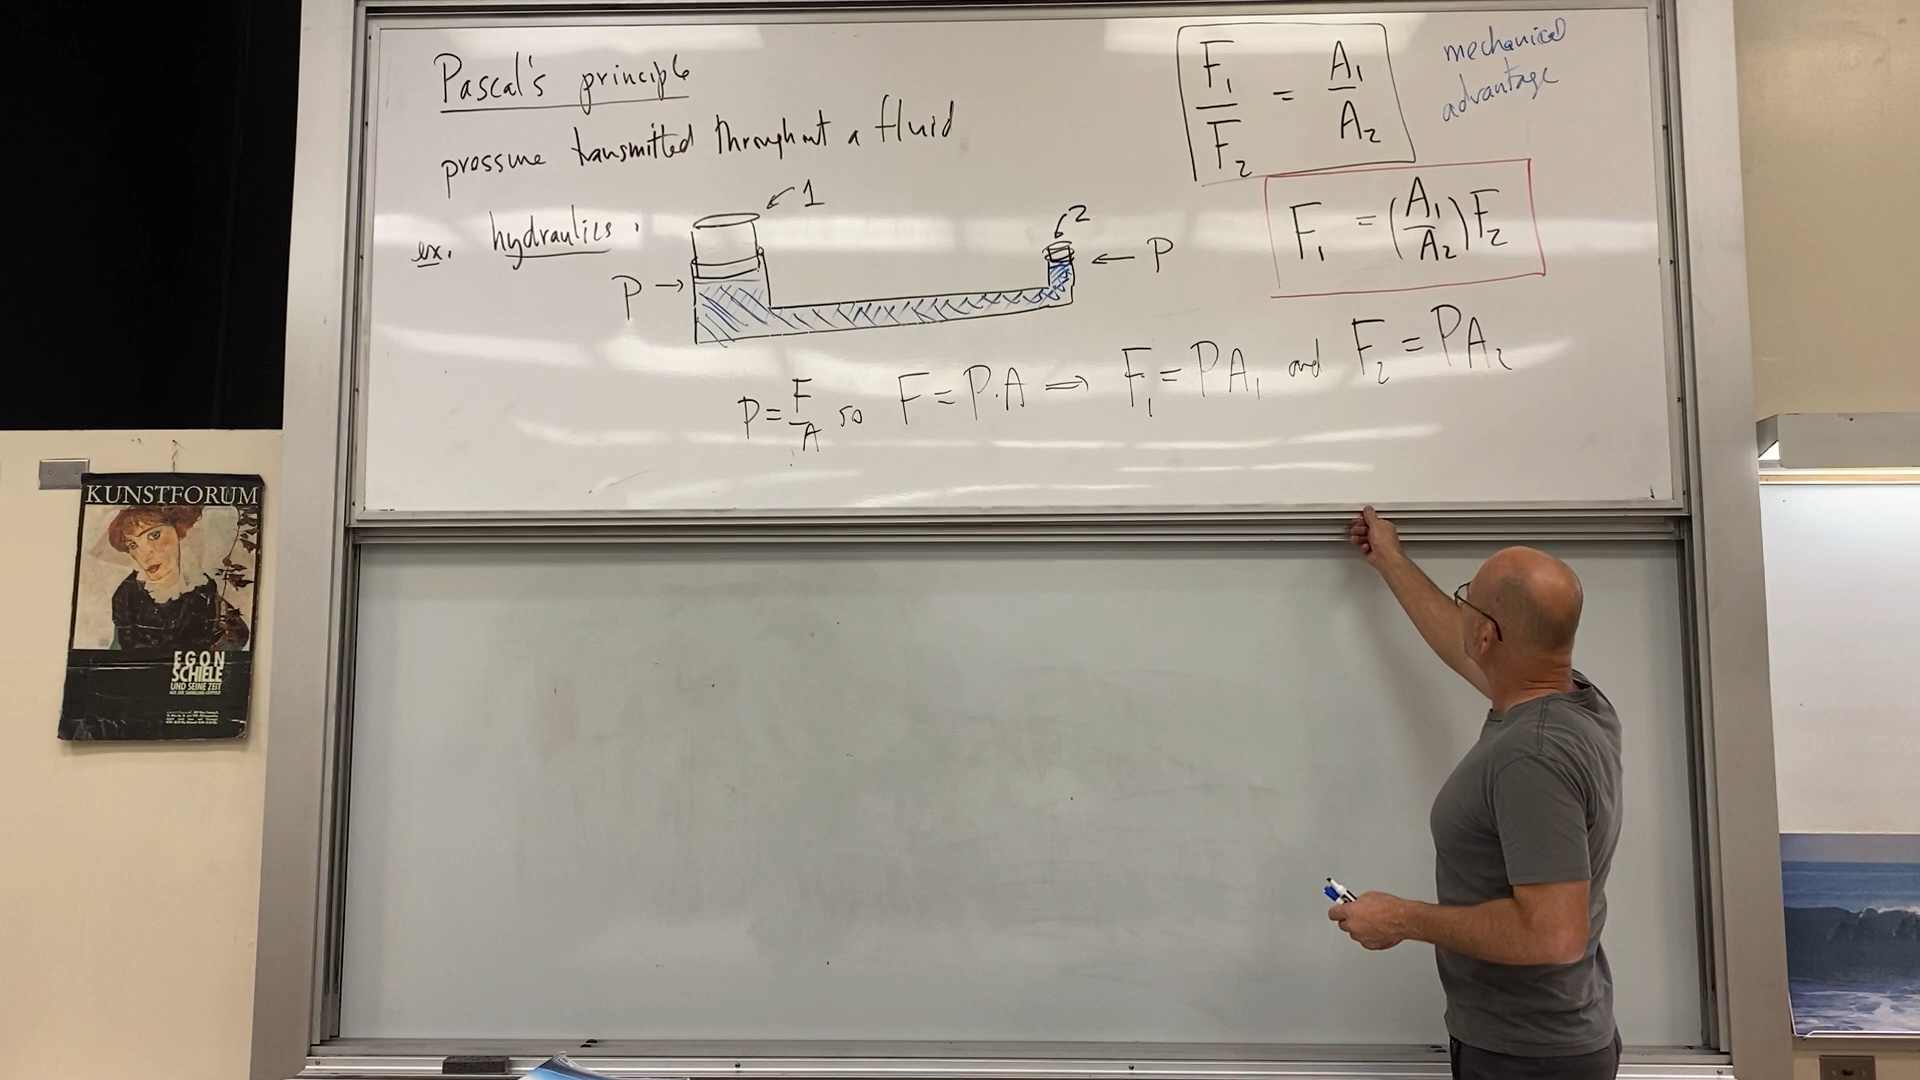 Pascal's principle
pressure transmitted throughout a fluid
ex. hydraulics.
1
2
P →
← P
P = F/A so F = P·A ⇒ F₁ = PA₁ and F₂ = PA₂
F₁/F₂ = A₁/A₂
mechanical
advantage
F₁ = (A₁/A₂)F₂
KUNSTFORUM
EGON
SCHIELE
UND SEINE ZEIT